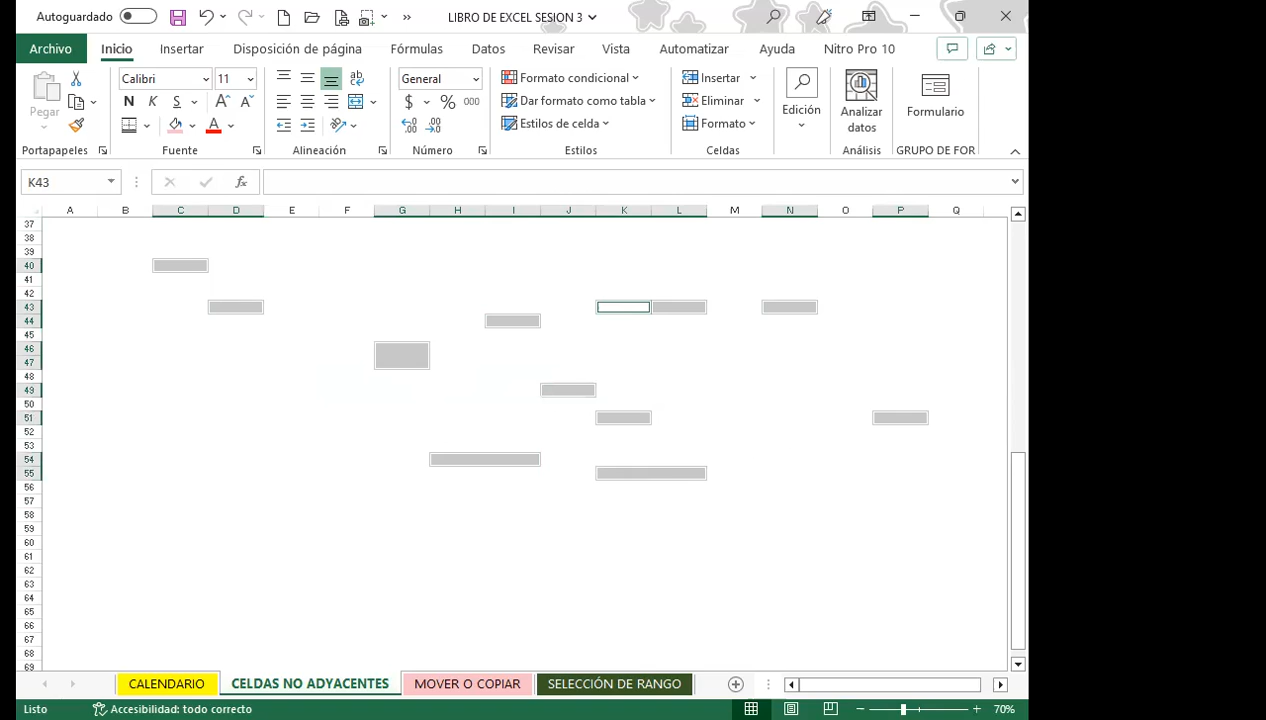 Autoguardado
LIBRO DE EXCEL SESION 3
Archivo Inicio Insertar Disposición de página Fórmulas Datos Revisar Vista Automatizar Ayuda Nitro Pro 10
Pegar
Calibri 11
N K S A A
A
ab
General
$ % 000
Formato condicional
Dar formato como tabla
Estilos de celda
Insertar
Eliminar
Formato
Edición
Analizar
datos
Formulario
Portapapeles Fuente Alineación Número Estilos Celdas Análisis GRUPO DE FOR
K43 fx
A B C D E F G H I J K L M N O P Q
37
38
39
40
41
42
43
44
45
46
47
48
49
50
51
52
53
54
55
56
57
58
59
60
61
62
63
64
65
66
67
68
69
CALENDARIO CELDAS NO ADYACENTES MOVER O COPIAR SELECCIÓN DE RANGO
Listo Accesibilidad: todo correcto 70%